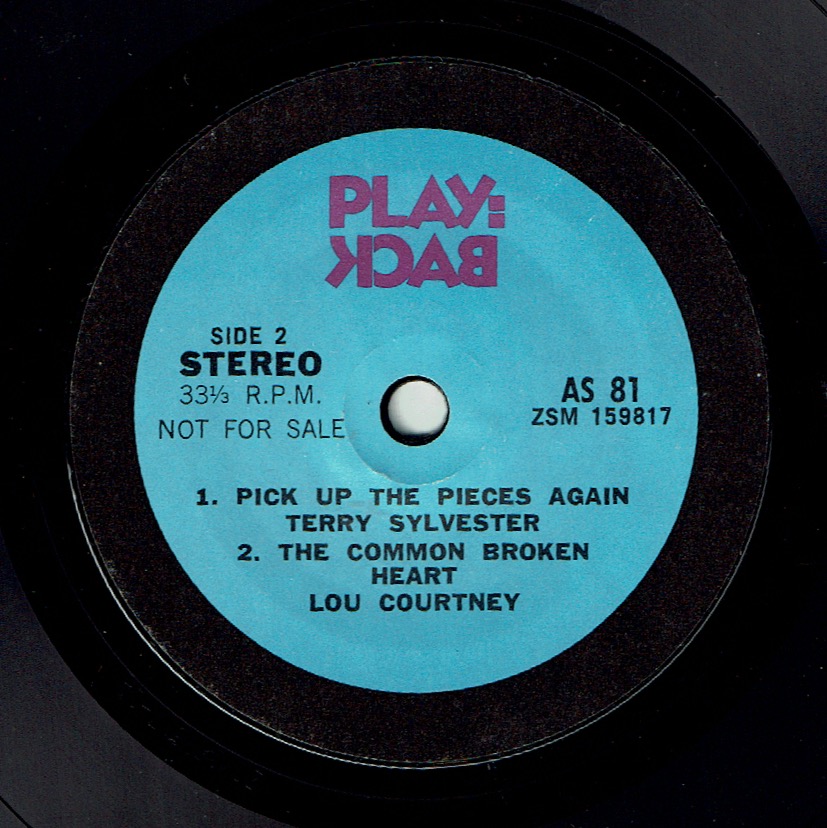 PLAY:
BACK
SIDE 2
STEREO
33⅓ R.P.M.
NOT FOR SALE
AS 81
ZSM 159817
1. PICK UP THE PIECES AGAIN
TERRY SYLVESTER
2. THE COMMON BROKEN
HEART
LOU COURTNEY